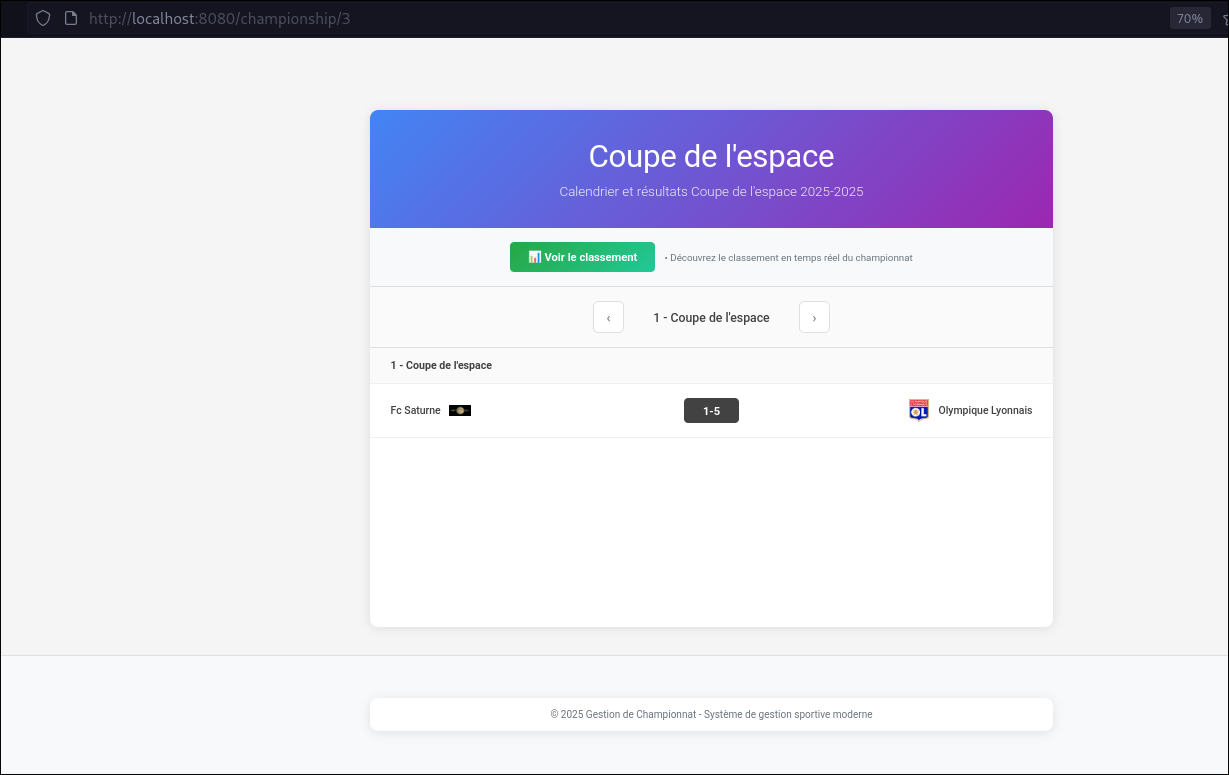 http://localhost:8080/championship/3
70%
Coupe de l'espace
Calendrier et résultats Coupe de l'espace 2025-2025
📊 Voir le classement
• Découvrez le classement en temps réel du championnat
‹
1 - Coupe de l'espace
›
1 - Coupe de l'espace
Fc Saturne
1-5
OL
Olympique Lyonnais
© 2025 Gestion de Championnat - Système de gestion sportive moderne